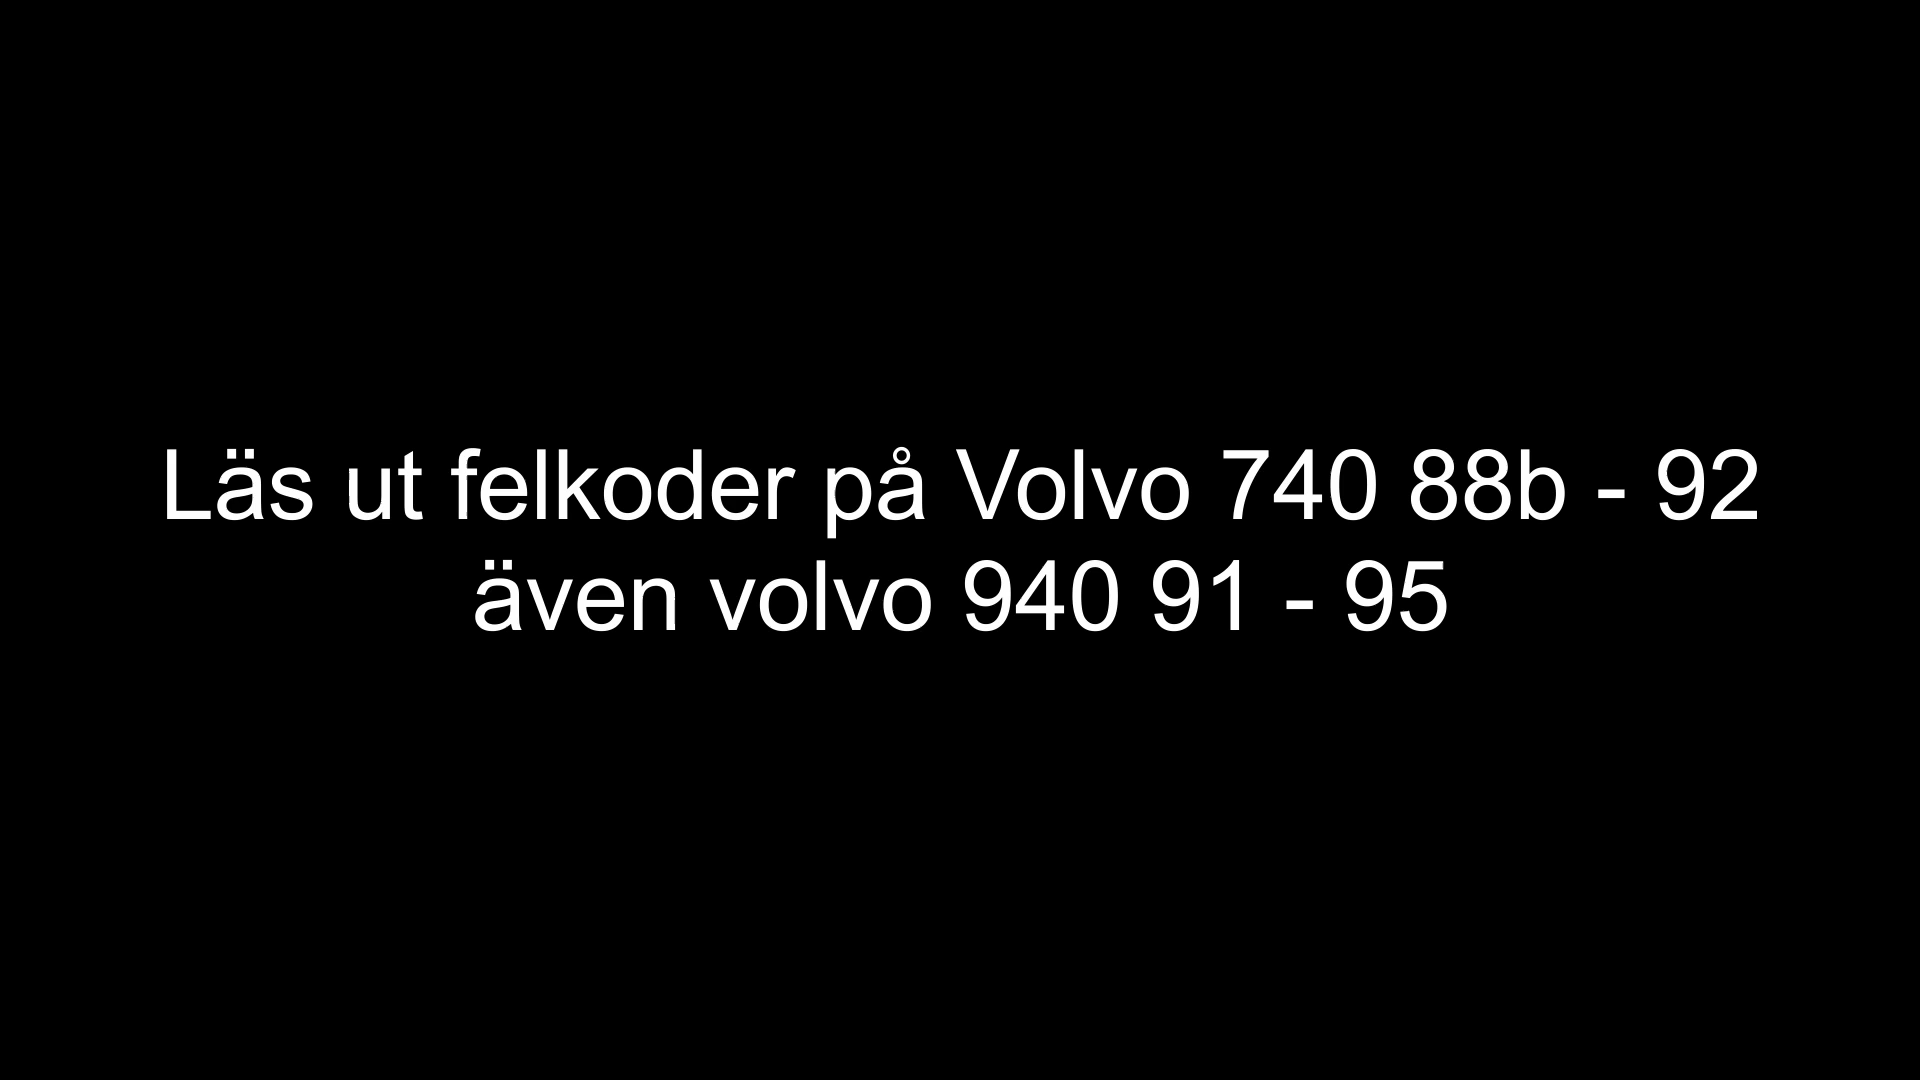 Läs ut felkoder på Volvo 740 88b - 92
även volvo 940 91 - 95